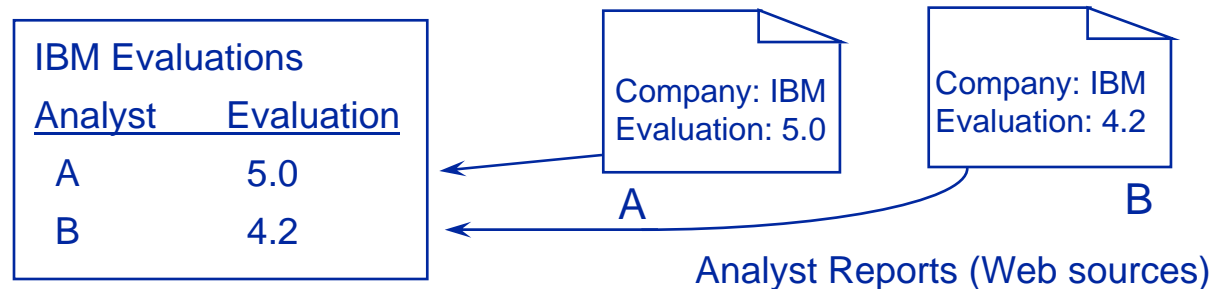 IBM Evaluations
Analyst Evaluation
A 5.0
B 4.2
Company: IBM
Evaluation: 5.0
A
Company: IBM
Evaluation: 4.2
B
Analyst Reports (Web sources)